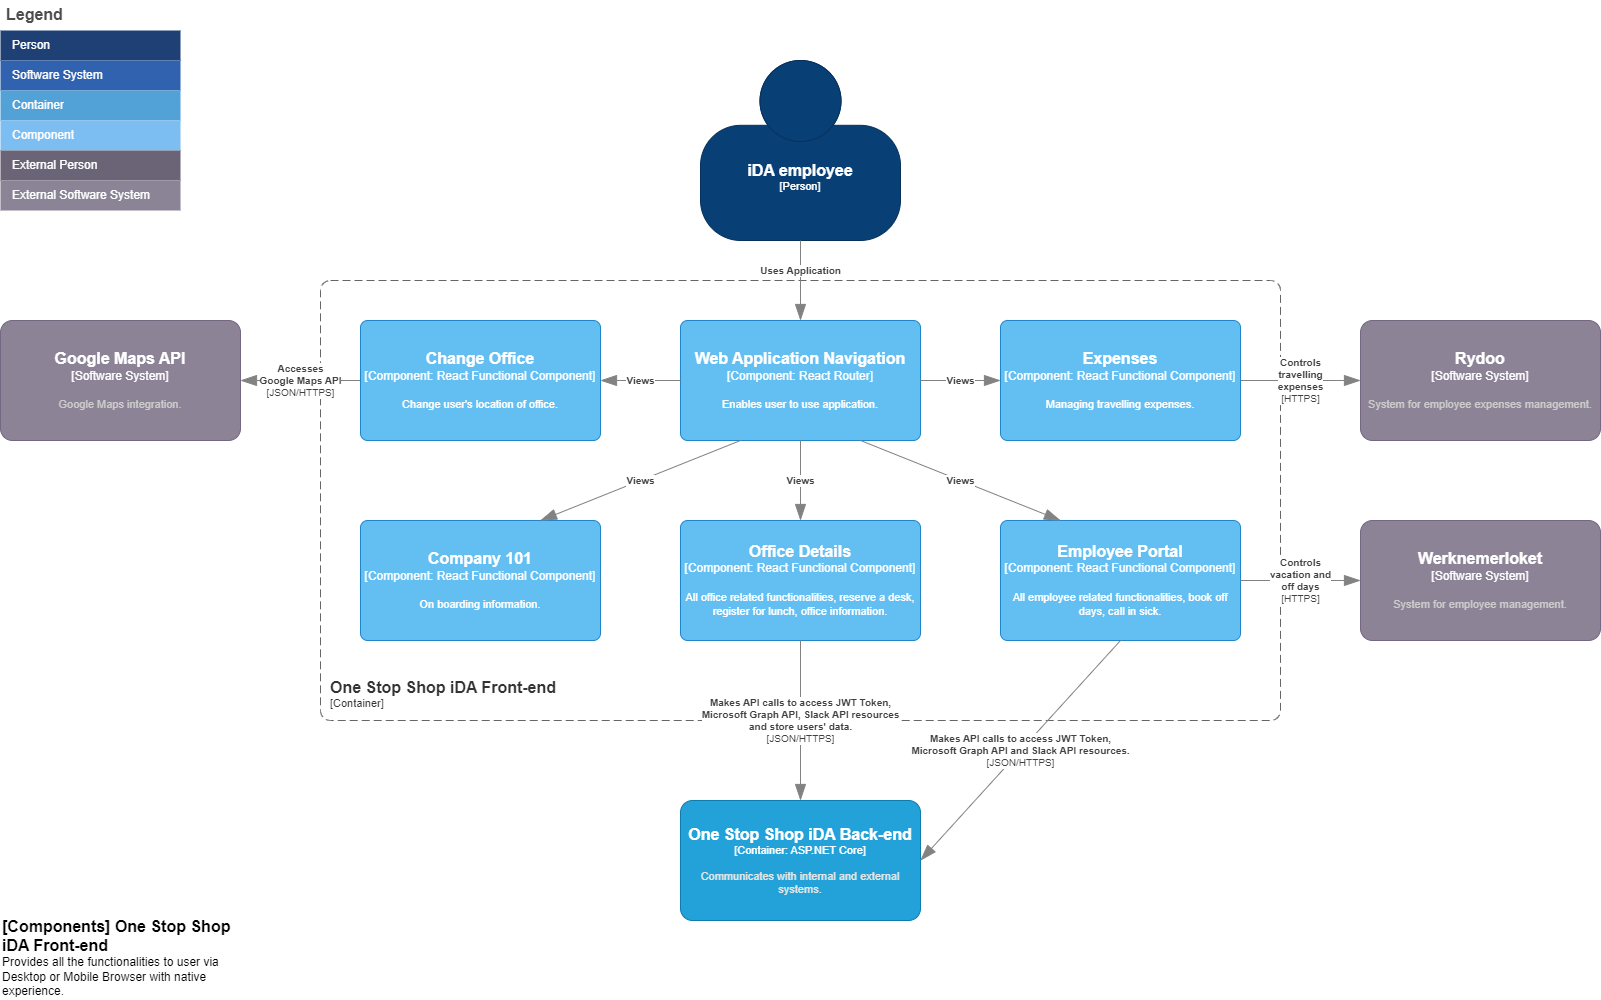 Legend
Person
Software System
Container
Component
External Person
External Software System
iDA employee
[Person]
Uses Application
Google Maps API
[Software System]
Google Maps integration.
Accesses
Google Maps API
[JSON/HTTPS]
Change Office
[Component: React Functional Component]
Change user's location of office.
Views
Web Application Navigation
[Component: React Router]
Enables user to use application.
Views
Expenses
[Component: React Functional Component]
Managing travelling expenses.
Controls
travelling
expenses
[HTTPS]
Rydoo
[Software System]
System for employee expenses management.
Views
Views
Views
Company 101
[Component: React Functional Component]
On boarding information.
Office Details
[Component: React Functional Component]
All office related functionalities, reserve a desk,
register for lunch, office information.
Employee Portal
[Component: React Functional Component]
All employee related functionalities, book off
days, call in sick.
Controls
vacation and
off days
[HTTPS]
Werknemerloket
[Software System]
System for employee management.
One Stop Shop iDA Front-end
[Container]
Makes API calls to access JWT Token,
Microsoft Graph API, Slack API resources
and store users' data.
[JSON/HTTPS]
Makes API calls to access JWT Token,
Microsoft Graph API and Slack API resources.
[JSON/HTTPS]
One Stop Shop iDA Back-end
[Container: ASP.NET Core]
Communicates with internal and external
systems.
[Components] One Stop Shop
iDA Front-end
Provides all the functionalities to user via
Desktop or Mobile Browser with native
experience.